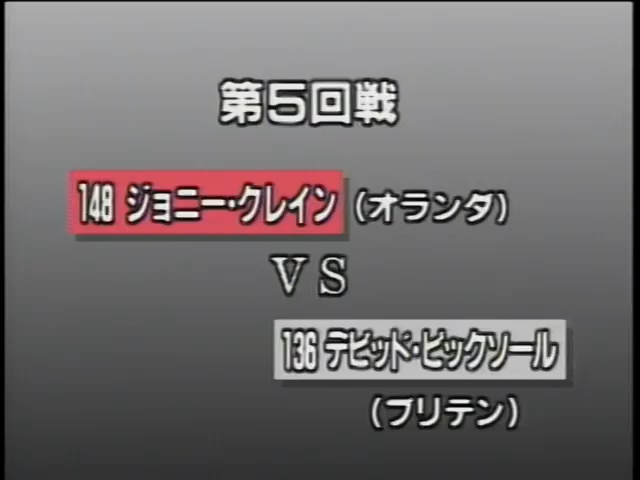 第5回戦
148 ジョニー・クレイン (オランダ)
VS
136 デビッド・ピックソール
(ブリテン)